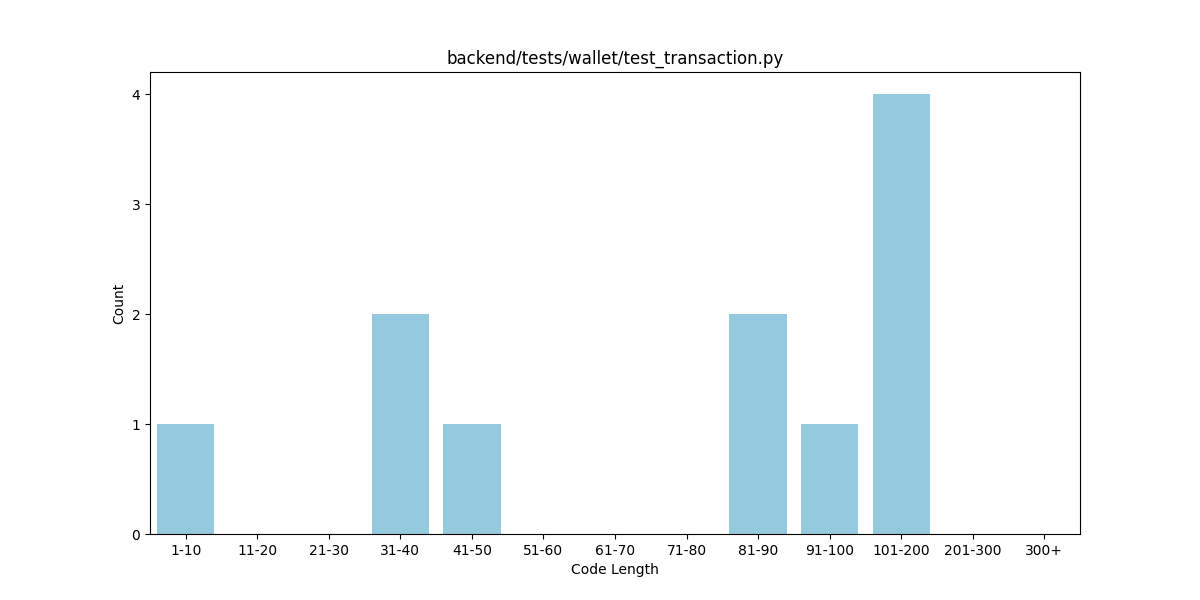 backend/tests/wallet/test_transaction.py
4
3
2
1
0
Count
1-10 11-20 21-30 31-40 41-50 51-60 61-70 71-80 81-90 91-100 101-200 201-300 300+
Code Length